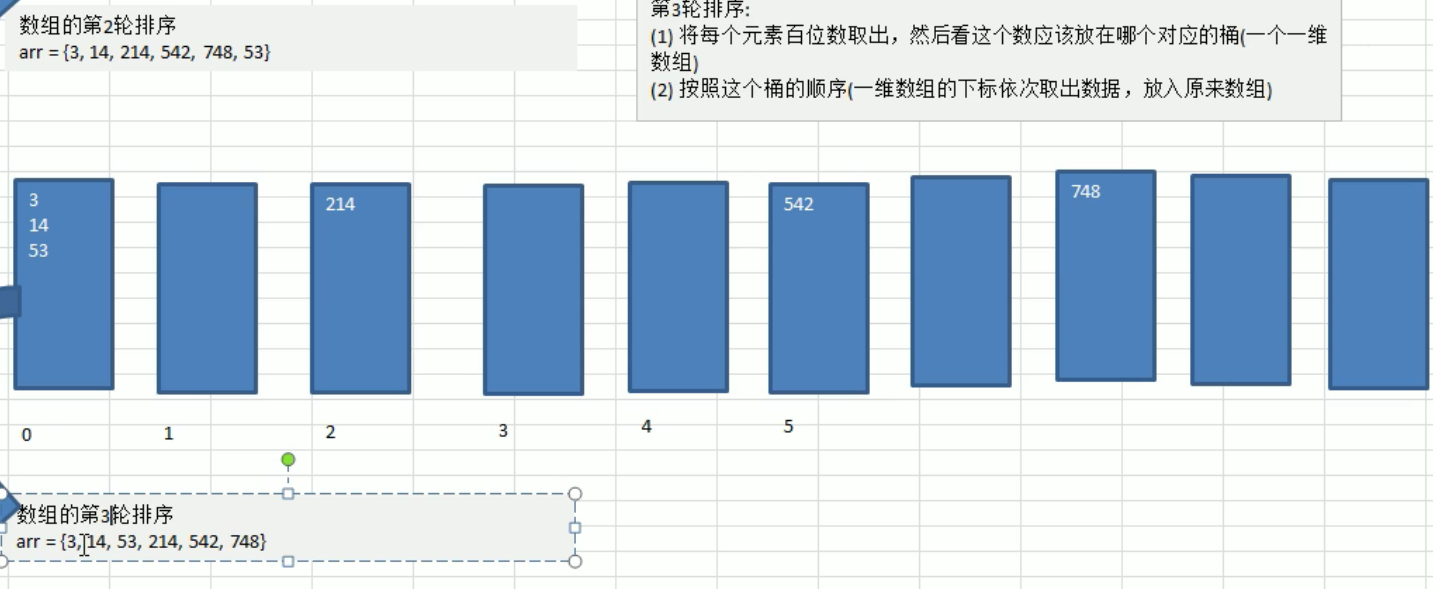 数组的第2轮排序
arr = {3, 14, 214, 542, 748, 53}
第3轮排序:
(1) 将每个元素百位数取出，然后看这个数应该放在哪个对应的桶(一个一维
数组)
(2) 按照这个桶的顺序(一维数组的下标依次取出数据，放入原来数组)
3
14
53
214
542
748
0
1
2
3
4
5
数组的第3轮排序
arr = {3, 14, 53, 214, 542, 748}